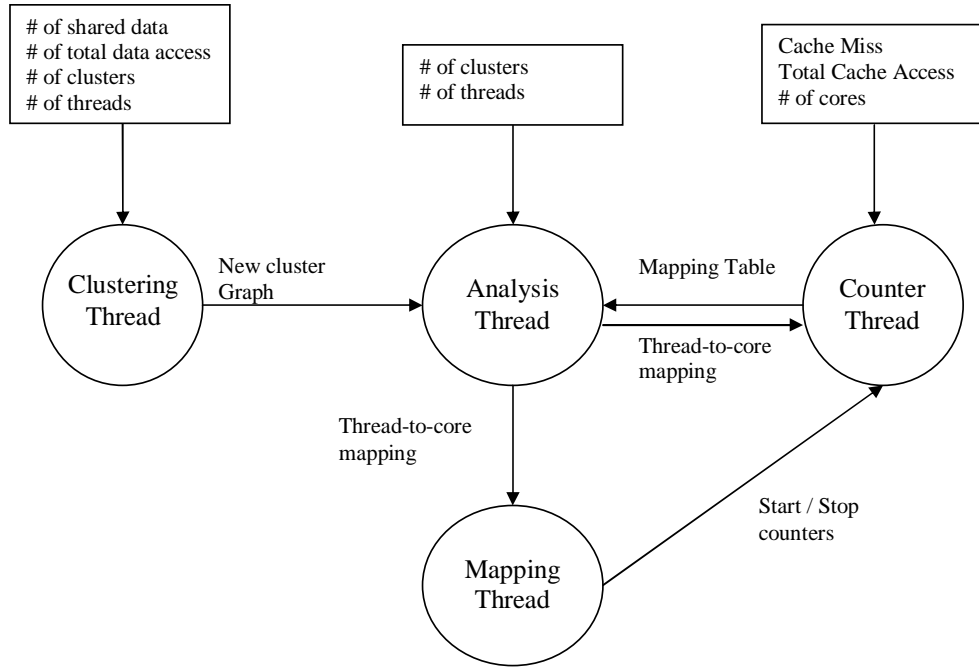 # of shared data
# of total data access
# of clusters
# of threads
# of clusters
# of threads
Cache Miss
Total Cache Access
# of cores
Clustering
Thread
New cluster
Graph
Analysis
Thread
Mapping Table
Thread-to-core
mapping
Counter
Thread
Thread-to-core
mapping
Start / Stop
counters
Mapping
Thread